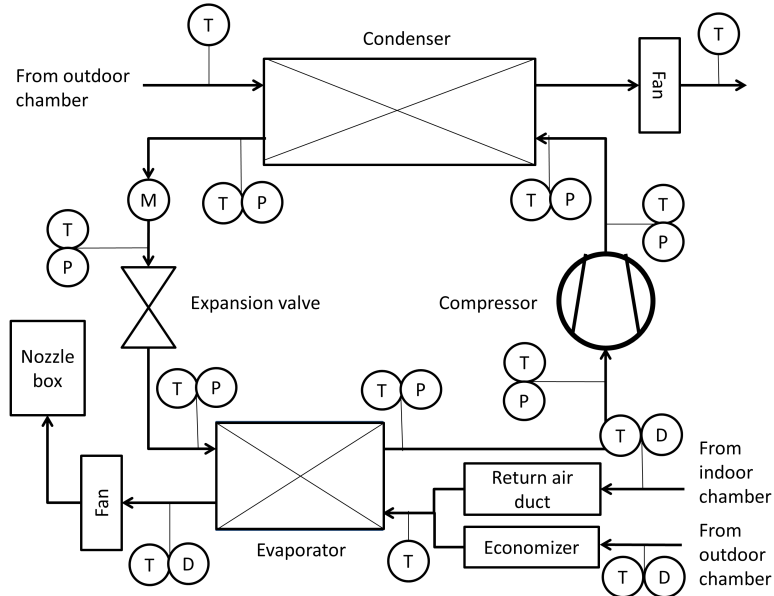 T
T
Condenser
From outdoor
chamber
Fan
M
T
P
T
P
T
P
T
P
Expansion valve
Compressor
Nozzle
box
T
P
T
P
T
P
T
D
From
indoor
chamber
Return air
duct
Fan
Economizer
From
outdoor
chamber
Evaporator
T
D
T
T
D